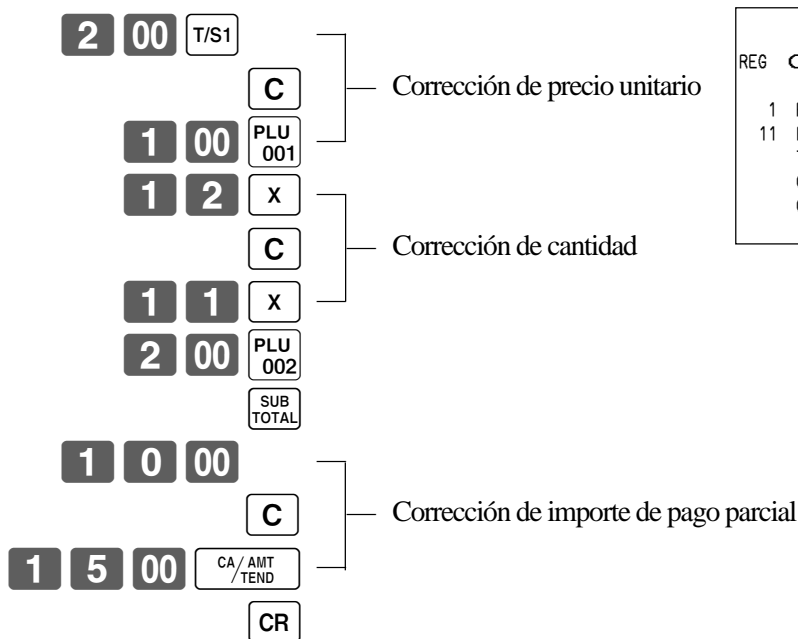 2 00 T/S1
C Corrección de precio unitario
1 00 PLU 001
1 2 X
C Corrección de cantidad
1 1 X
2 00 PLU 002
SUB TOTAL
1 0 00
C Corrección de importe de pago parcial
1 5 00 CA/AMT /TEND
CR
REG
1
11